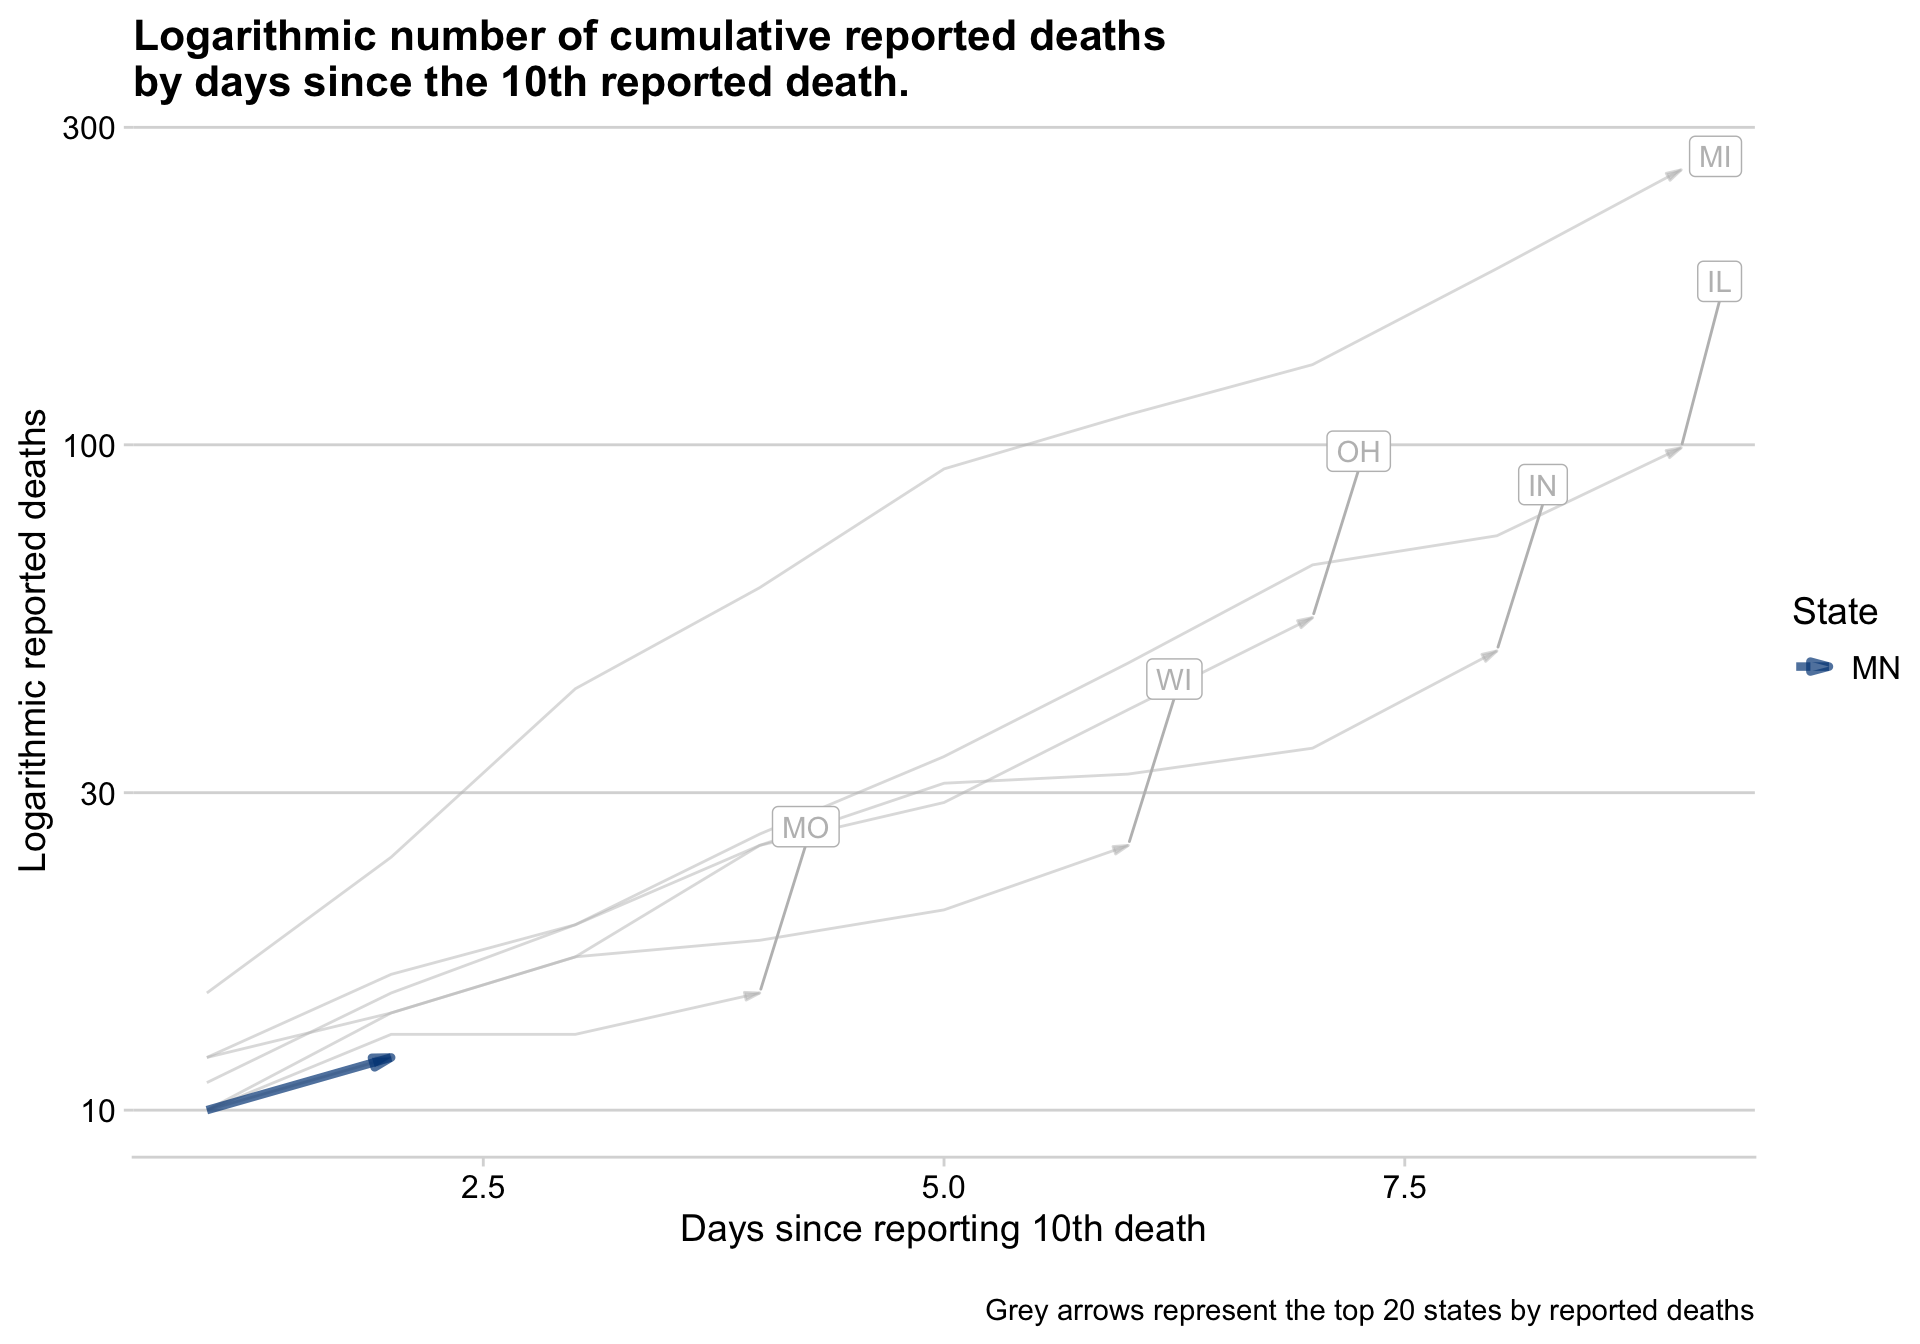 Logarithmic number of cumulative reported deaths
by days since the 10th reported death.
300
MI
IL
100
OH
IN
WI
30
MO
10
Logarithmic reported deaths
State
MN
2.5
5.0
7.5
Days since reporting 10th death
Grey arrows represent the top 20 states by reported deaths